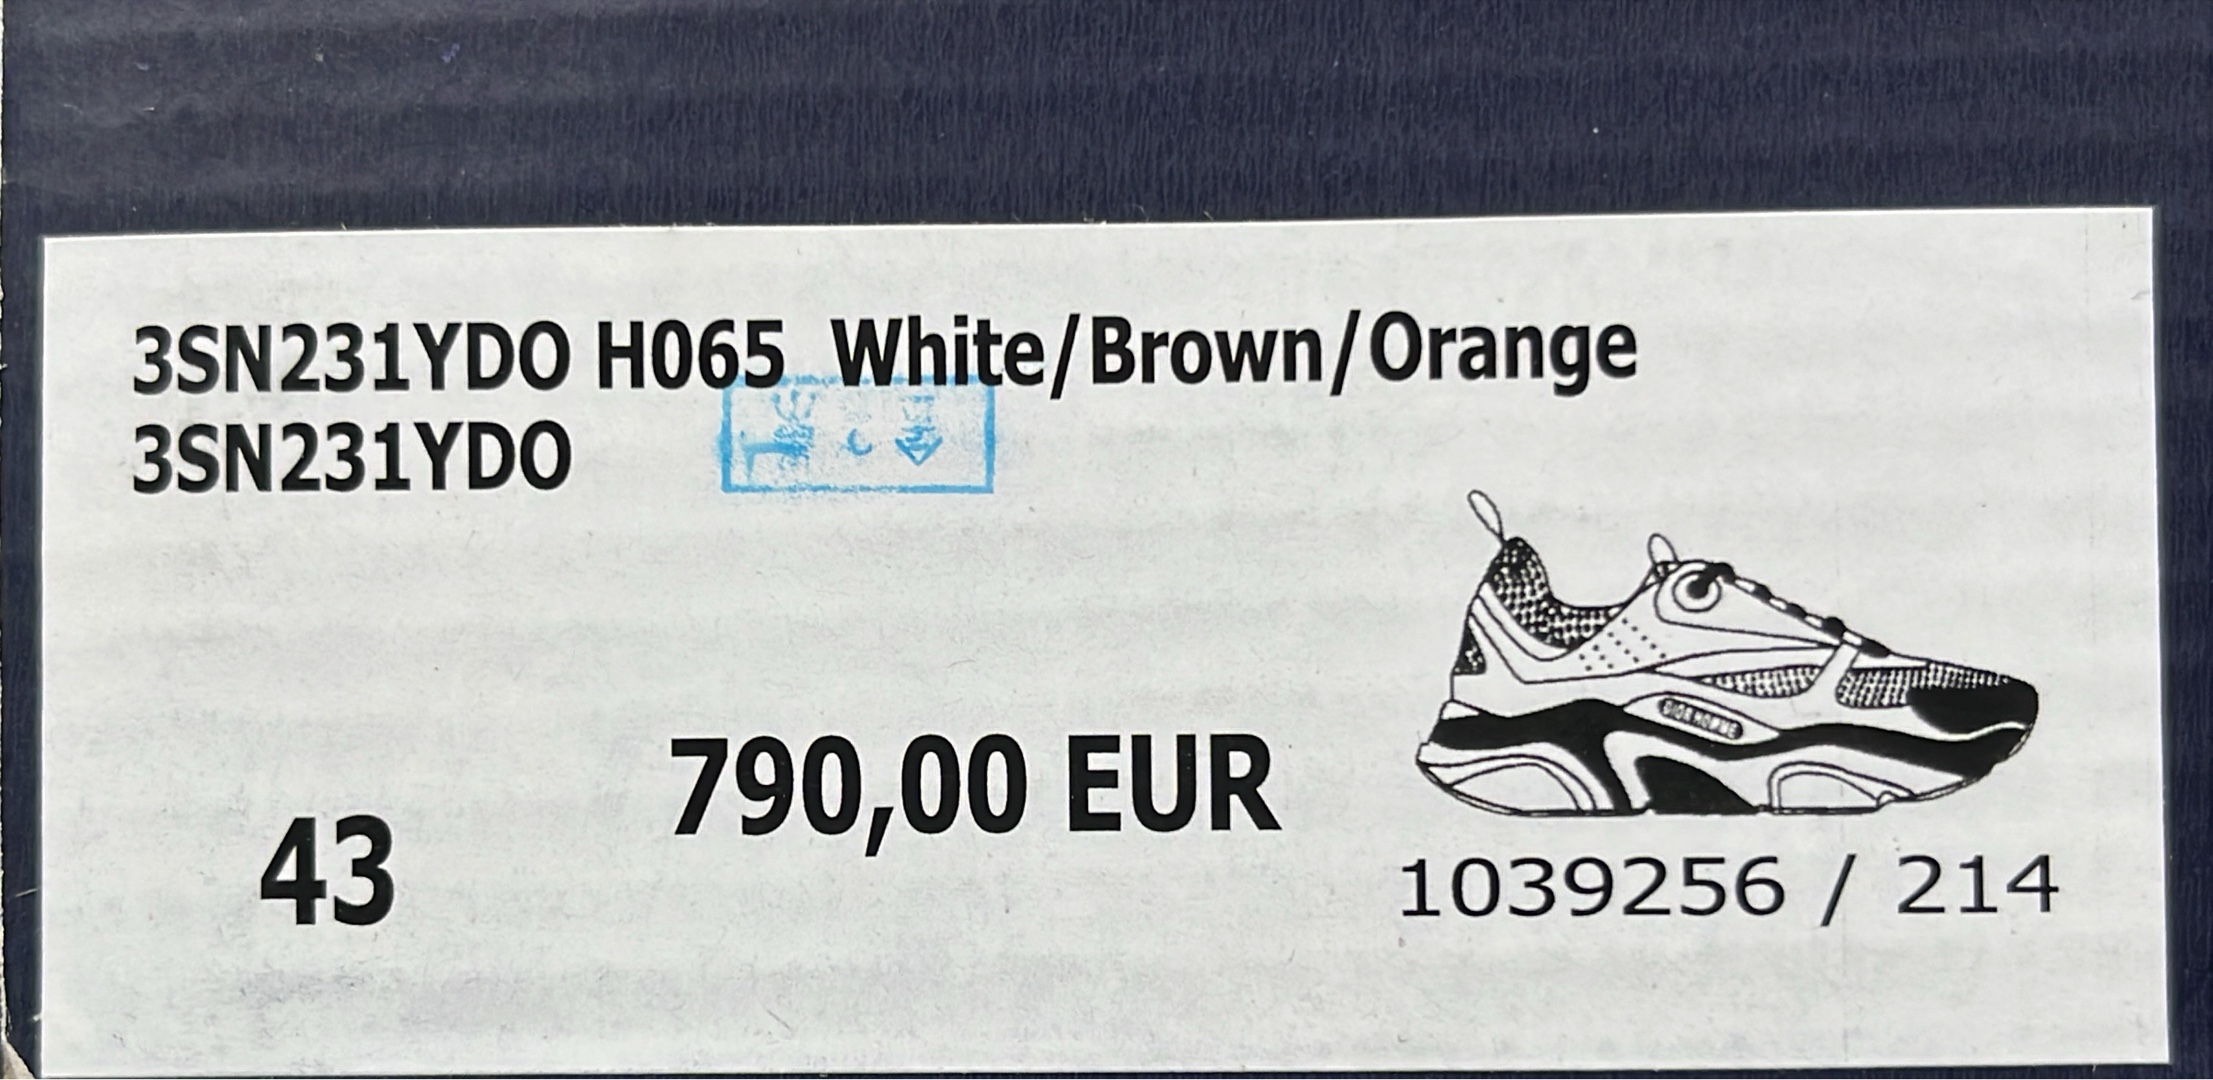 3SN231YDO H065 White/Brown/Orange
3SN231YDO
790,00 EUR
43
1039256 / 214